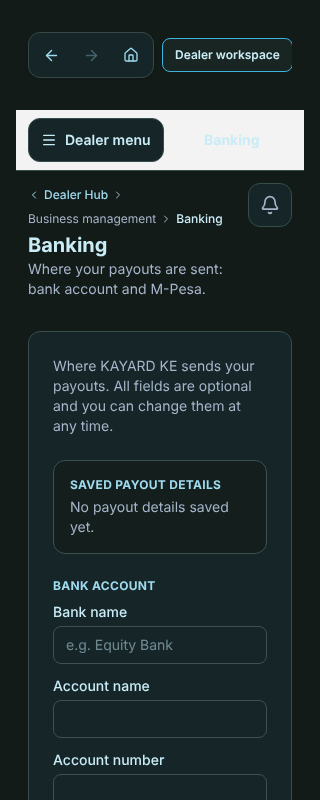 Dealer workspace
Dealer menu
Banking
Dealer Hub
Business management > Banking
Banking
Where your payouts are sent:
bank account and M-Pesa.
Where KAYARD KE sends your
payouts. All fields are optional
and you can change them at
any time.
SAVED PAYOUT DETAILS
No payout details saved
yet.
BANK ACCOUNT
Bank name
e.g. Equity Bank
Account name
Account number